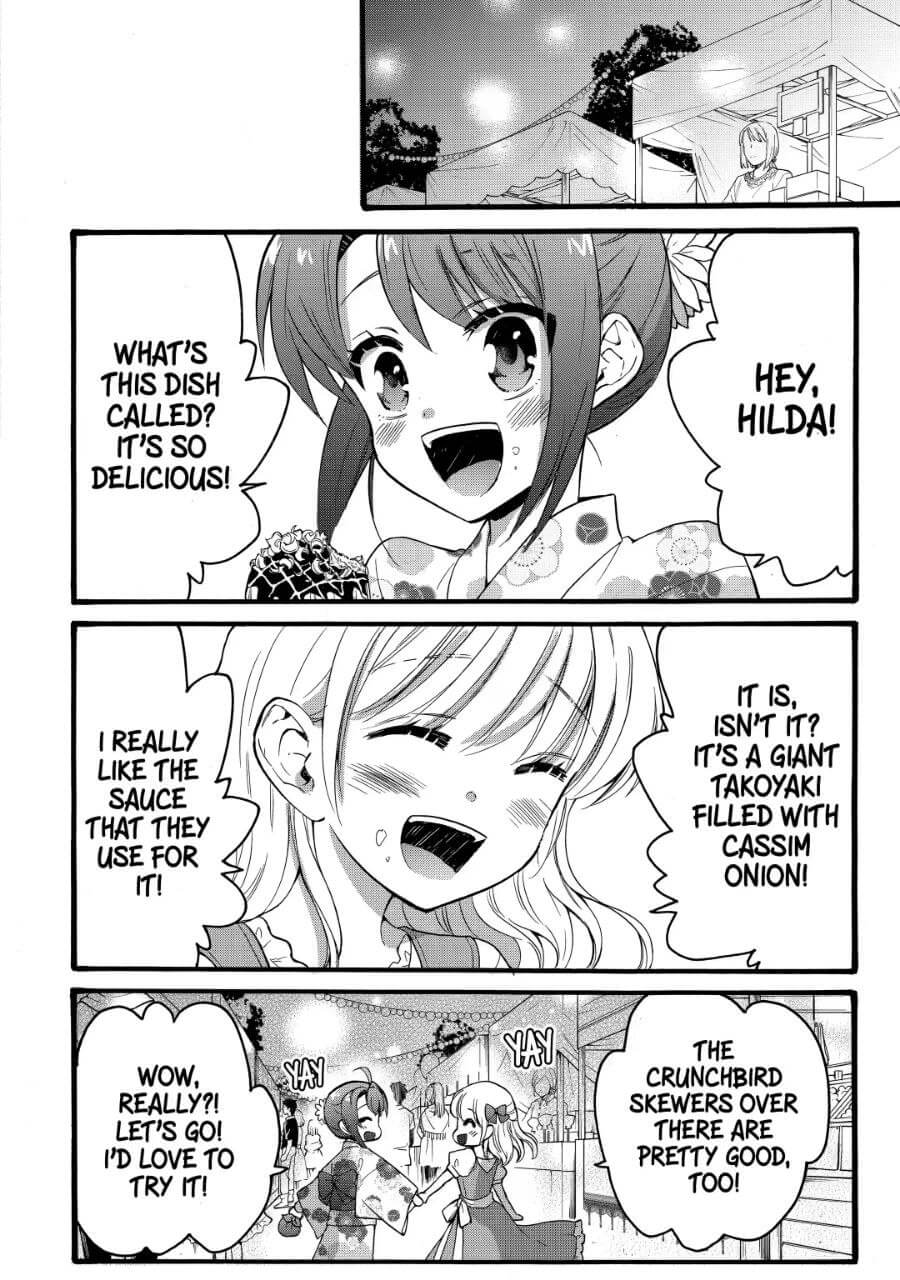 HEY,
HILDA!
WHAT'S
THIS DISH
CALLED?
IT'S SO
DELICIOUS!
IT IS,
ISN'T IT?
IT'S A GIANT
TAKOYAKI
FILLED WITH
CASSIM
ONION!
I REALLY
LIKE THE
SAUCE
THAT THEY
USE FOR
IT!
THE
CRUNCHBIRD
SKEWERS OVER
THERE ARE
PRETTY GOOD,
TOO!
YAY
YAY
WOW,
REALLY?!
LET'S GO!
I'D LOVE TO
TRY IT!